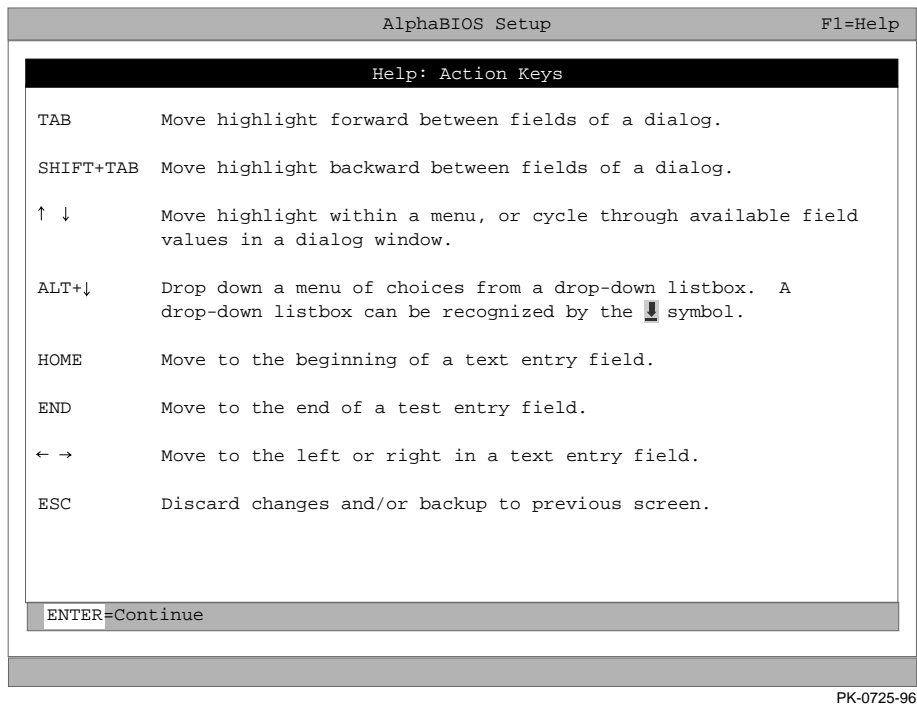 AlphaBIOS Setup F1=Help
Help: Action Keys
TAB Move highlight forward between fields of a dialog.
SHIFT+TAB Move highlight backward between fields of a dialog.
↑ ↓ Move highlight within a menu, or cycle through available field
values in a dialog window.
ALT+↓ Drop down a menu of choices from a drop-down listbox. A
drop-down listbox can be recognized by the ⬇ symbol.
HOME Move to the beginning of a text entry field.
END Move to the end of a test entry field.
← → Move to the left or right in a text entry field.
ESC Discard changes and/or backup to previous screen.
ENTER=Continue
PK-0725-96